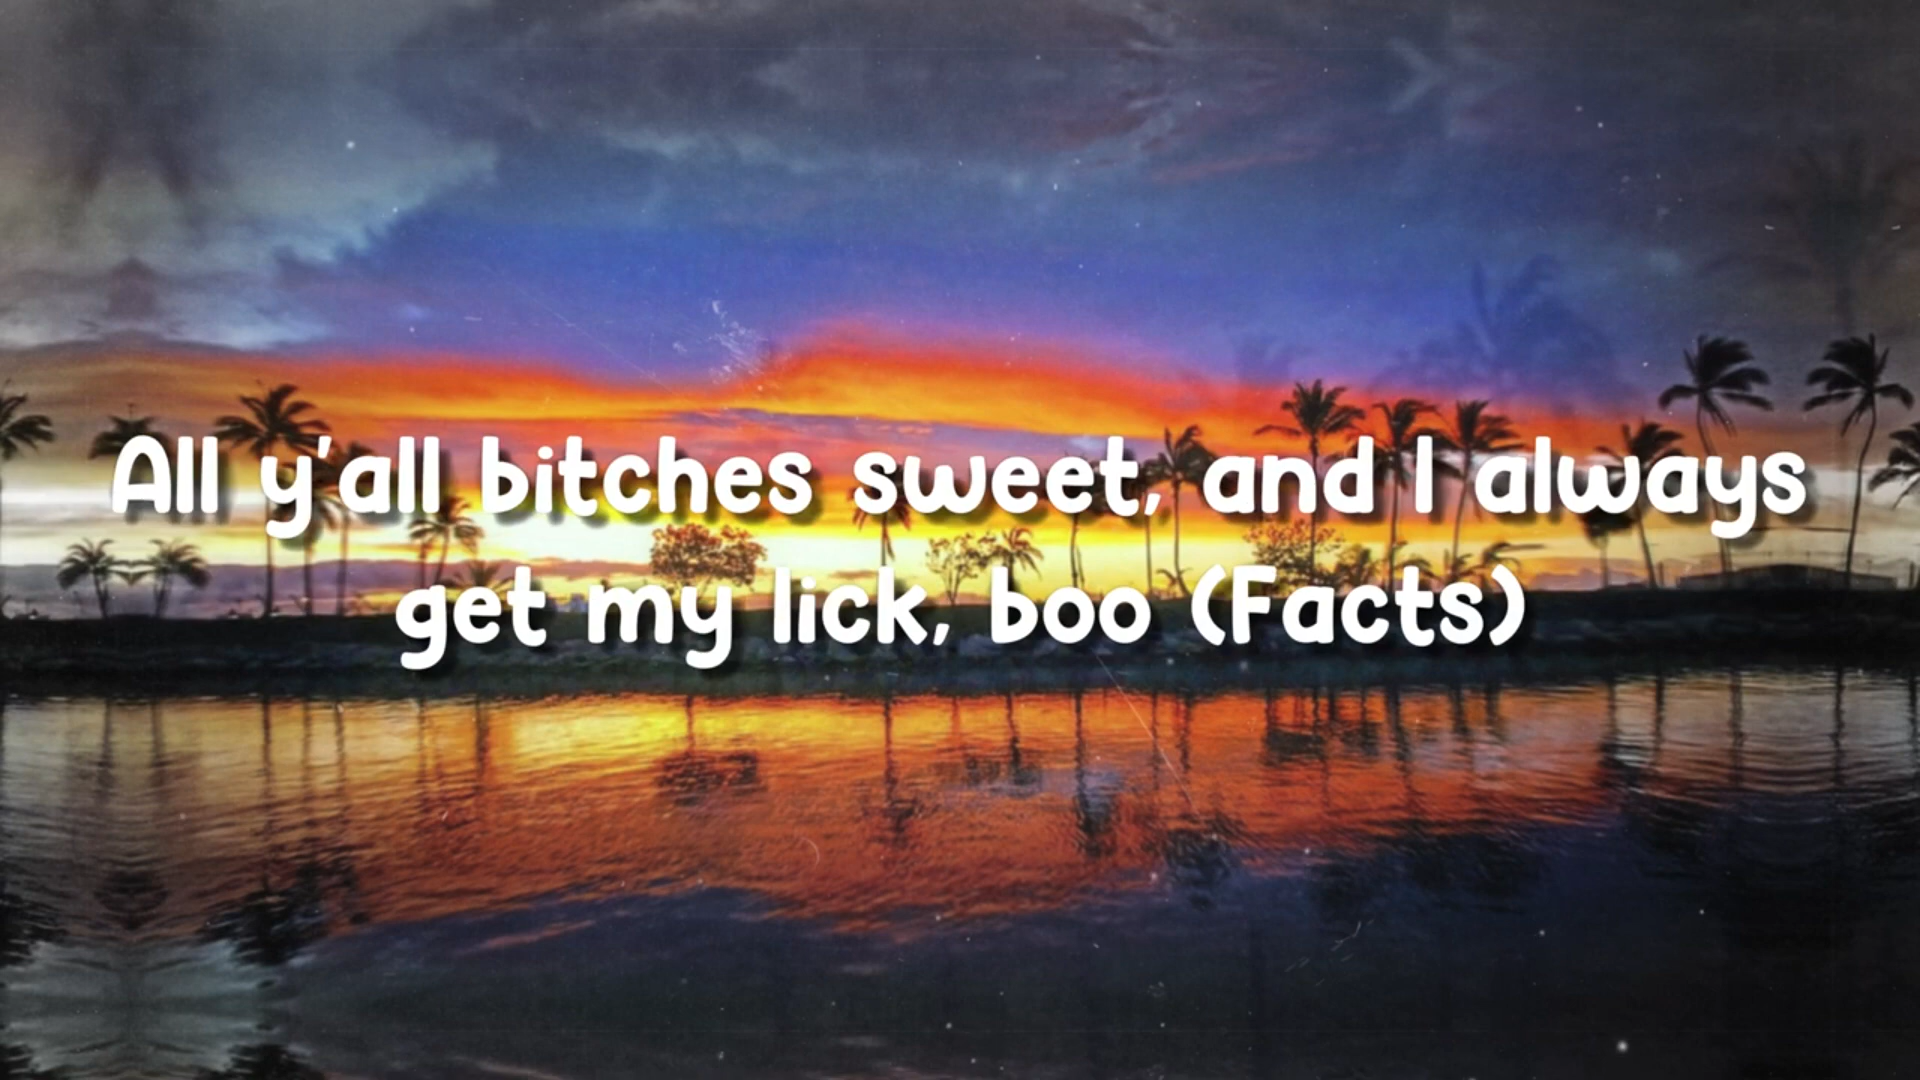 All y'all bitches sweet, and I always
get my lick, boo (Facts)